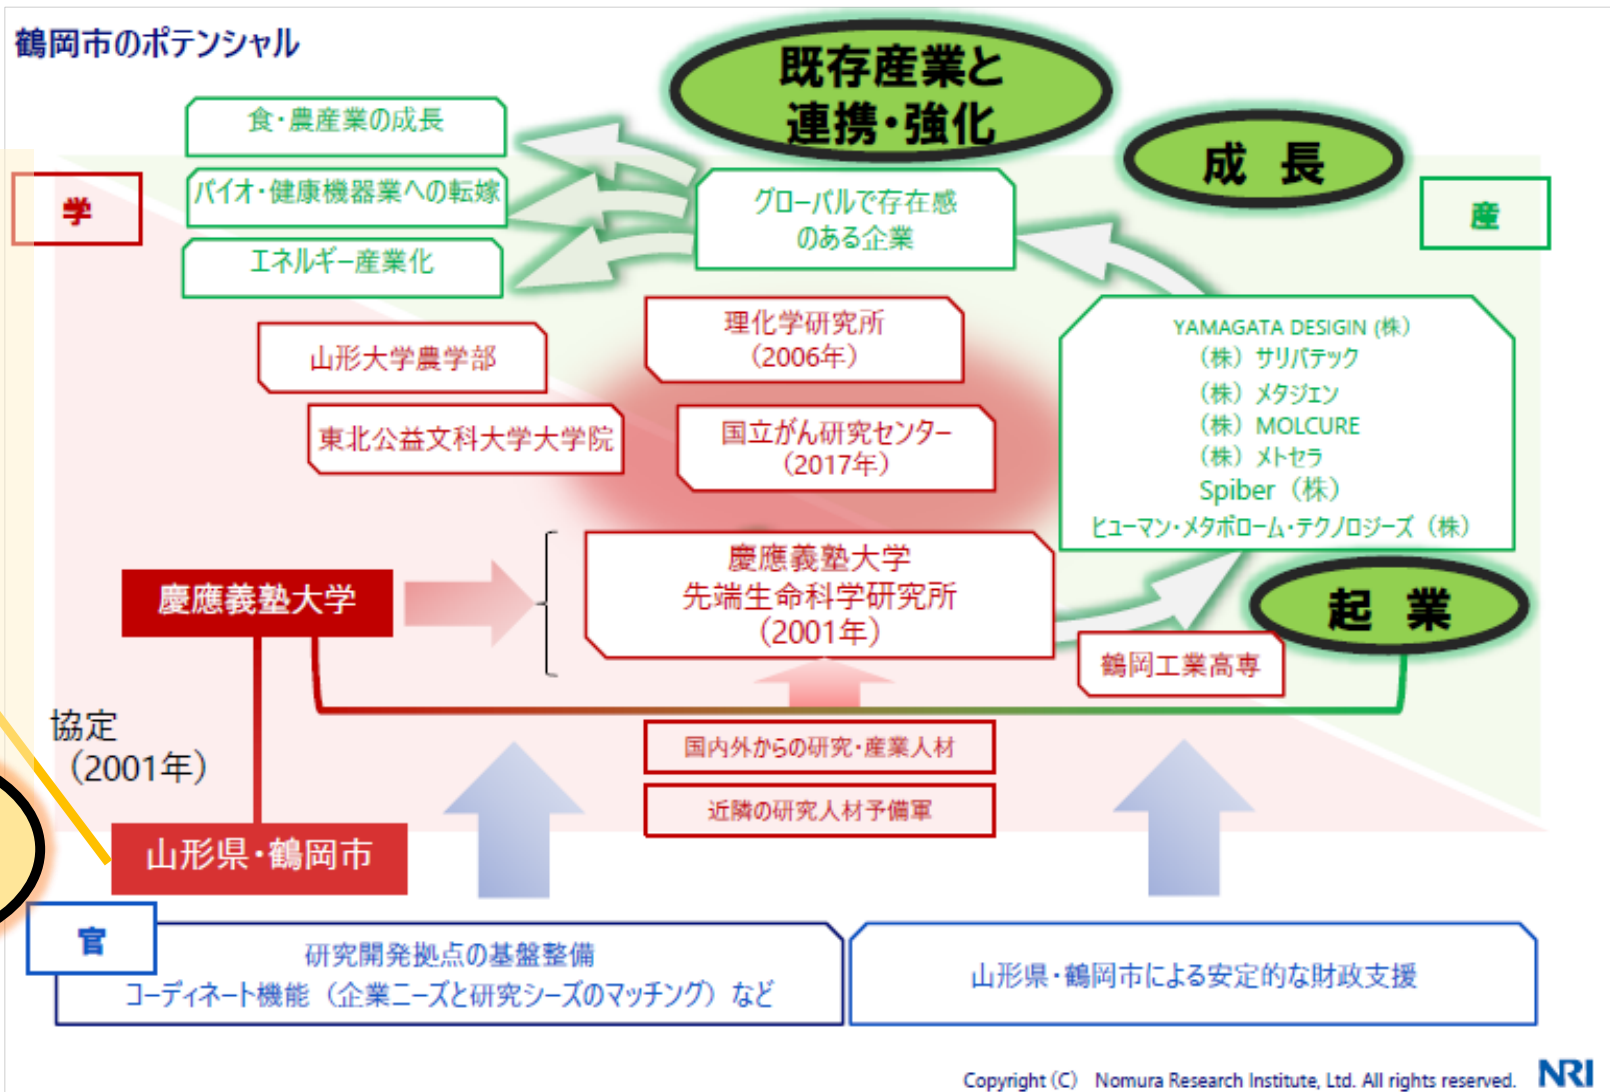 鶴岡市のポテンシャル
既存産業と
連携・強化
成 長
食・農産業の成長
バイオ・健康機器業への転嫁
エネルギー産業化
グローバルで存在感
のある企業
学
産
理化学研究所
（2006年）
山形大学農学部
東北公益文科大学大学院
国立がん研究センター
（2017年）
YAMAGATA DESIGIN (株）
（株）サリバテック
（株）メタジェン
（株）MOLCURE
（株）メトセラ
Spiber（株）
ヒューマン・メタボローム・テクノロジーズ（株）
慶應義塾大学
慶應義塾大学
先端生命科学研究所
（2001年）
起 業
鶴岡工業高専
協定
（2001年）
国内外からの研究・産業人材
近隣の研究人材予備軍
山形県・鶴岡市
官
研究開発拠点の基盤整備
コーディネート機能（企業ニーズと研究シーズのマッチング）など
山形県・鶴岡市による安定的な財政支援
Copyright (C) Nomura Research Institute, Ltd. All rights reserved.
NRI